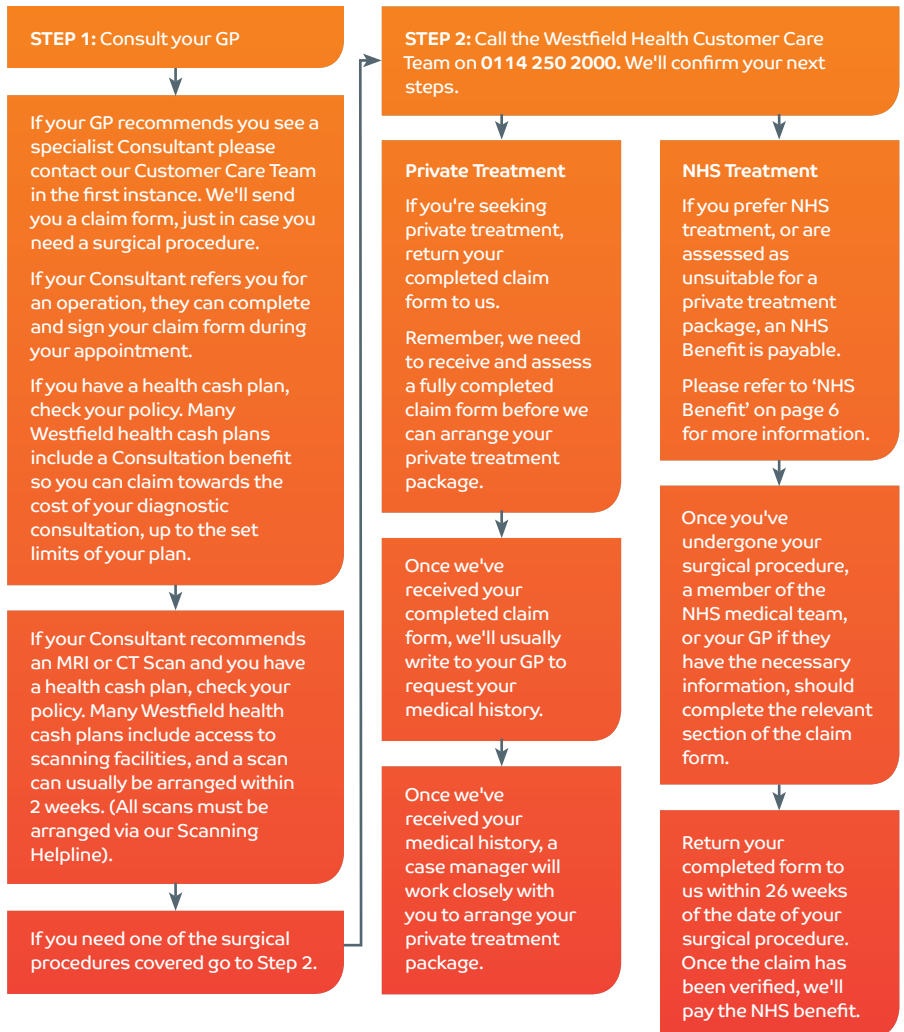 STEP 1: Consult your GP
If your GP recommends you see a
specialist Consultant please
contact our Customer Care Team
in the first instance. We'll send
you a claim form, just in case you
need a surgical procedure.
If your Consultant refers you for
an operation, they can complete
and sign your claim form during
your appointment.
If you have a health cash plan,
check your policy. Many
Westfield health cash plans
include a Consultation benefit
so you can claim towards the
cost of your diagnostic
consultation, up to the set
limits of your plan.
If your Consultant recommends
an MRI or CT Scan and you have
a health cash plan, check your
policy. Many Westfield health
cash plans include access to
scanning facilities, and a scan
can usually be arranged within
2 weeks. (All scans must be
arranged via our Scanning
Helpline).
If you need one of the surgical
procedures covered go to Step 2.
STEP 2: Call the Westfield Health Customer Care
Team on 0114 250 2000. We'll confirm your next
steps.
Private Treatment
If you're seeking
private treatment,
return your
completed claim
form to us.
Remember, we need
to receive and assess
a fully completed
claim form before we
can arrange your
private treatment
package.
Once we've
received your
completed claim
form, we'll usually
write to your GP to
request your
medical history.
Once we've
received your
medical history, a
case manager will
work closely with
you to arrange your
private treatment
package.
NHS Treatment
If you prefer NHS
treatment, or are
assessed as
unsuitable for a
private treatment
package, an NHS
Benefit is payable.
Please refer to ‘NHS
Benefit’ on page 6
for more information.
Once you've
undergone your
surgical procedure,
a member of the
NHS medical team,
or your GP if they
have the necessary
information, should
complete the relevant
section of the claim
form.
Return your
completed form to
us within 26 weeks
of the date of your
surgical procedure.
Once the claim has
been verified, we'll
pay the NHS benefit.